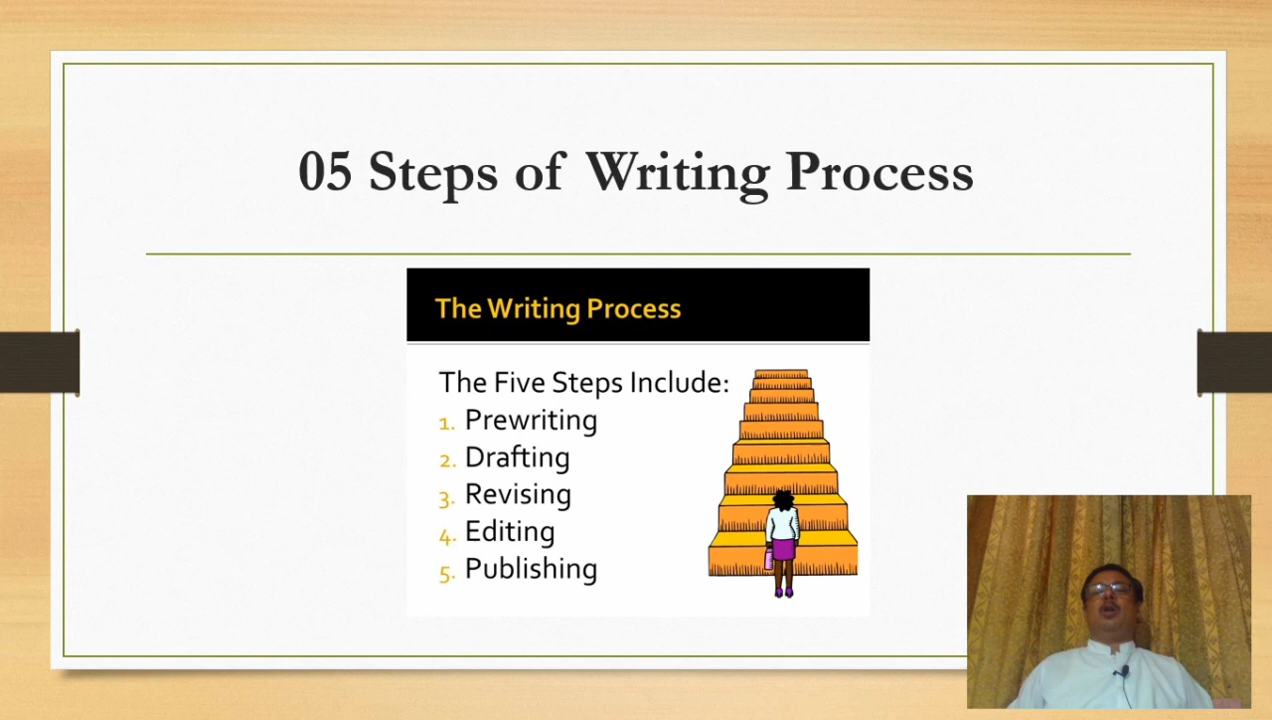 05 Steps of Writing Process
The Writing Process
The Five Steps Include:
1. Prewriting
2. Drafting
3. Revising
4. Editing
5. Publishing